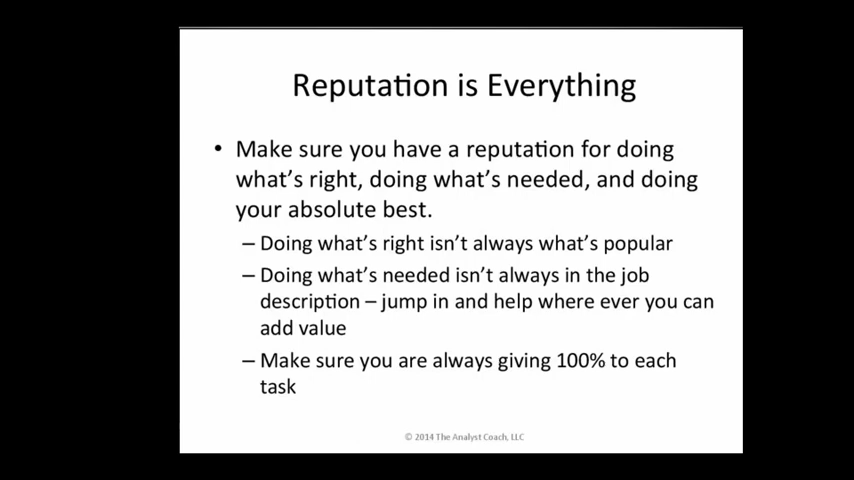 Reputation is Everything
• Make sure you have a reputation for doing
what's right, doing what's needed, and doing
your absolute best.
– Doing what's right isn't always what's popular
– Doing what's needed isn't always in the job
description – jump in and help where ever you can
add value
– Make sure you are always giving 100% to each
task
© 2014 The Analyst Coach, LLC